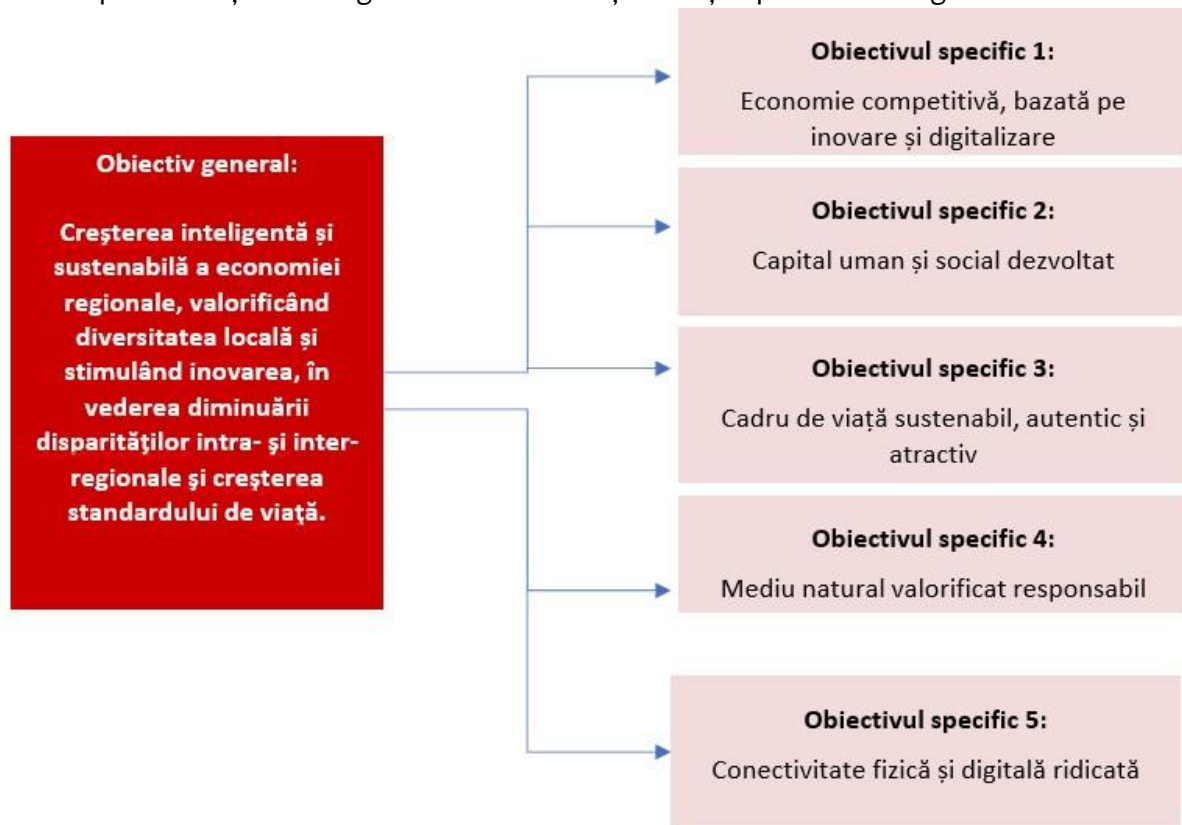 Obiectiv general:
Creşterea inteligentă și
sustenabilă a economiei
regionale, valorificând
diversitatea locală și
stimulând inovarea, în
vederea diminuării
disparităților intra- şi inter-
regionale şi creşterea
standardului de viaţă.
Obiectivul specific 1:
Economie competitivă, bazată pe
inovare și digitalizare
Obiectivul specific 2:
Capital uman și social dezvoltat
Obiectivul specific 3:
Cadru de viață sustenabil, autentic și
atractiv
Obiectivul specific 4:
Mediu natural valorificat responsabil
Obiectivul specific 5:
Conectivitate fizică și digitală ridicată